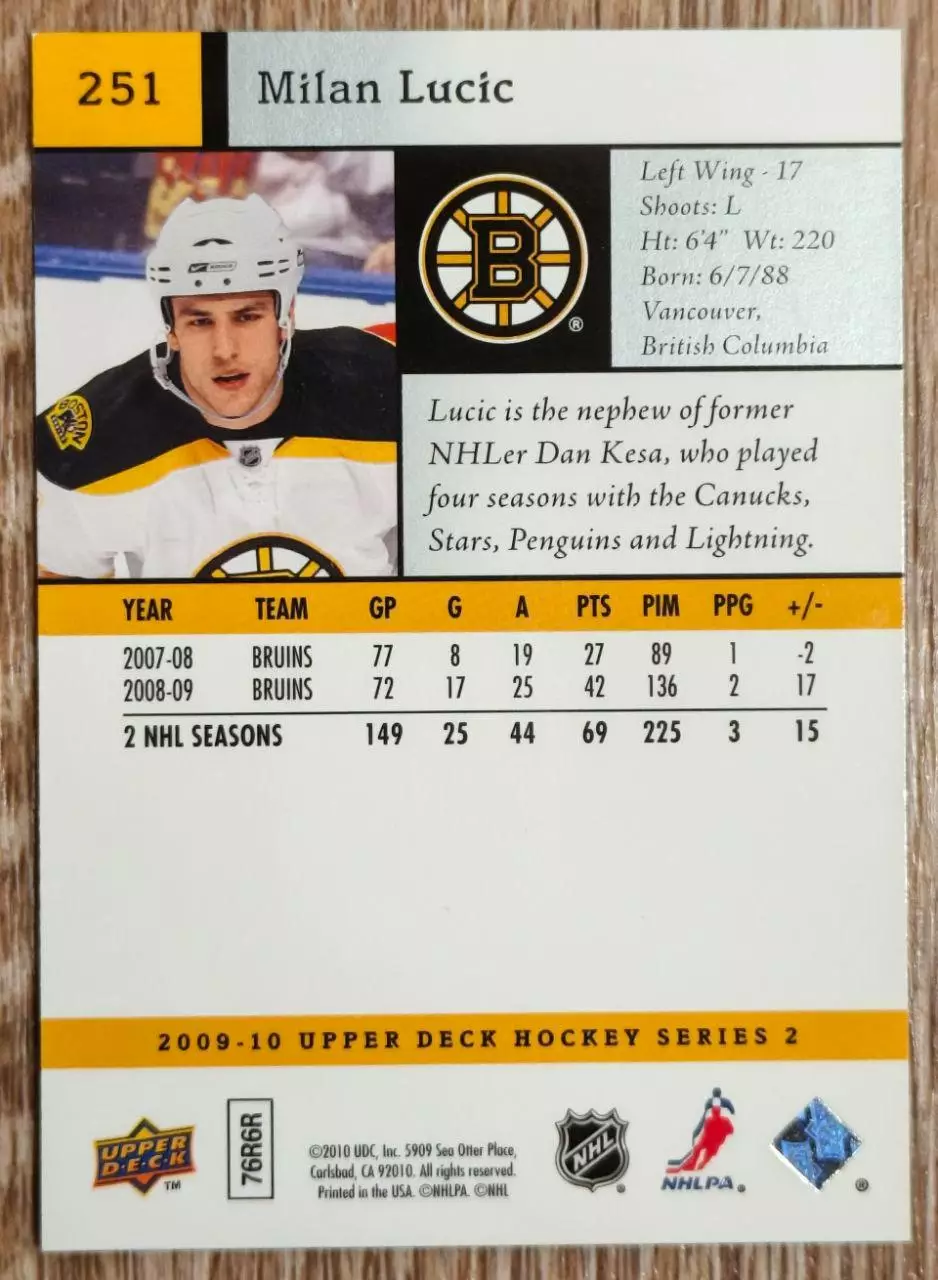 251
Milan Lucic
Left Wing - 17
Shoots: L
Ht: 6'4" Wt: 220
Born: 6/7/88
Vancouver,
British Columbia
B
®
BOSTON
NHL
Lucic is the nephew of former
NHLer Dan Kesa, who played
four seasons with the Canucks,
Stars, Penguins and Lightning.
YEAR TEAM GP G A PTS PIM PPG +/-
2007-08 BRUINS 77 8 19 27 89 1 -2
2008-09 BRUINS 72 17 25 42 136 2 17
2 NHL SEASONS 149 25 44 69 225 3 15
2009-10 UPPER DECK HOCKEY SERIES 2
UPPER
D·E·C·K
TM
76R6R
©2010 UDC, Inc. 5909 Sea Otter Place,
Carlsbad, CA 92010. All rights reserved.
Printed in the USA. ©NHLPA. ©NHL
NHL ®
NHLPA ®
®